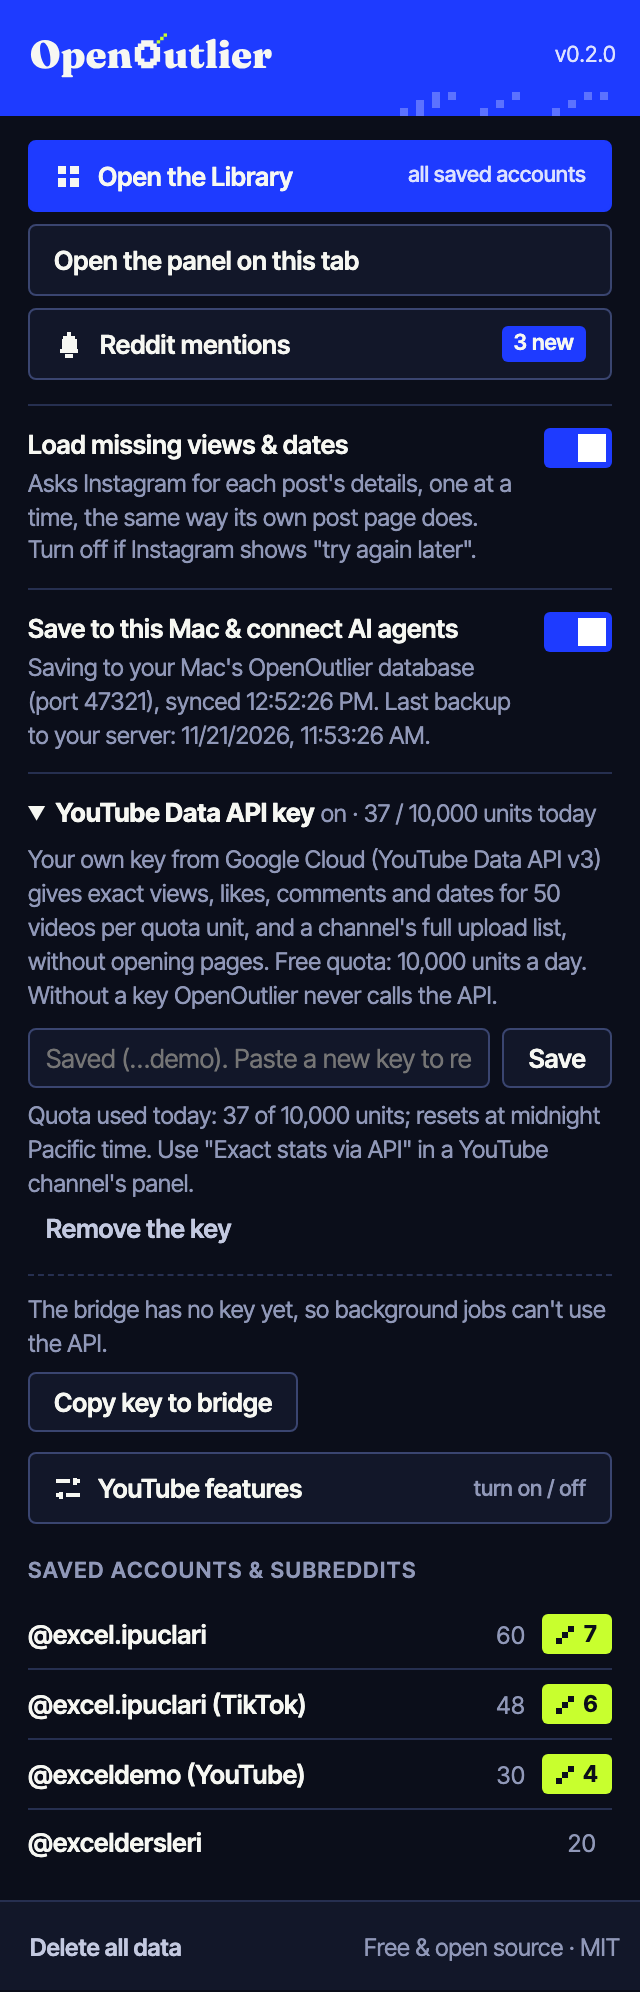 OpenOutlier
v0.2.0
Open the Library
all saved accounts
Open the panel on this tab
Reddit mentions
3 new
Load missing views & dates
Asks Instagram for each post's details, one at a
time, the same way its own post page does.
Turn off if Instagram shows "try again later".
Save to this Mac & connect AI agents
Saving to your Mac's OpenOutlier database
(port 47321), synced 12:52:26 PM. Last backup
to your server: 11/21/2026, 11:53:26 AM.
YouTube Data API key on · 37 / 10,000 units today
Your own key from Google Cloud (YouTube Data API v3)
gives exact views, likes, comments and dates for 50
videos per quota unit, and a channel's full upload list,
without opening pages. Free quota: 10,000 units a day.
Without a key OpenOutlier never calls the API.
Saved (...demo). Paste a new key to re
Save
Quota used today: 37 of 10,000 units; resets at midnight
Pacific time. Use "Exact stats via API" in a YouTube
channel's panel.
Remove the key
The bridge has no key yet, so background jobs can't use
the API.
Copy key to bridge
YouTube features
turn on / off
SAVED ACCOUNTS & SUBREDDITS
@excel.ipuclari
60
7
@excel.ipuclari (TikTok)
48
6
@exceldemo (YouTube)
30
4
@exceldersleri
20
Delete all data
Free & open source · MIT